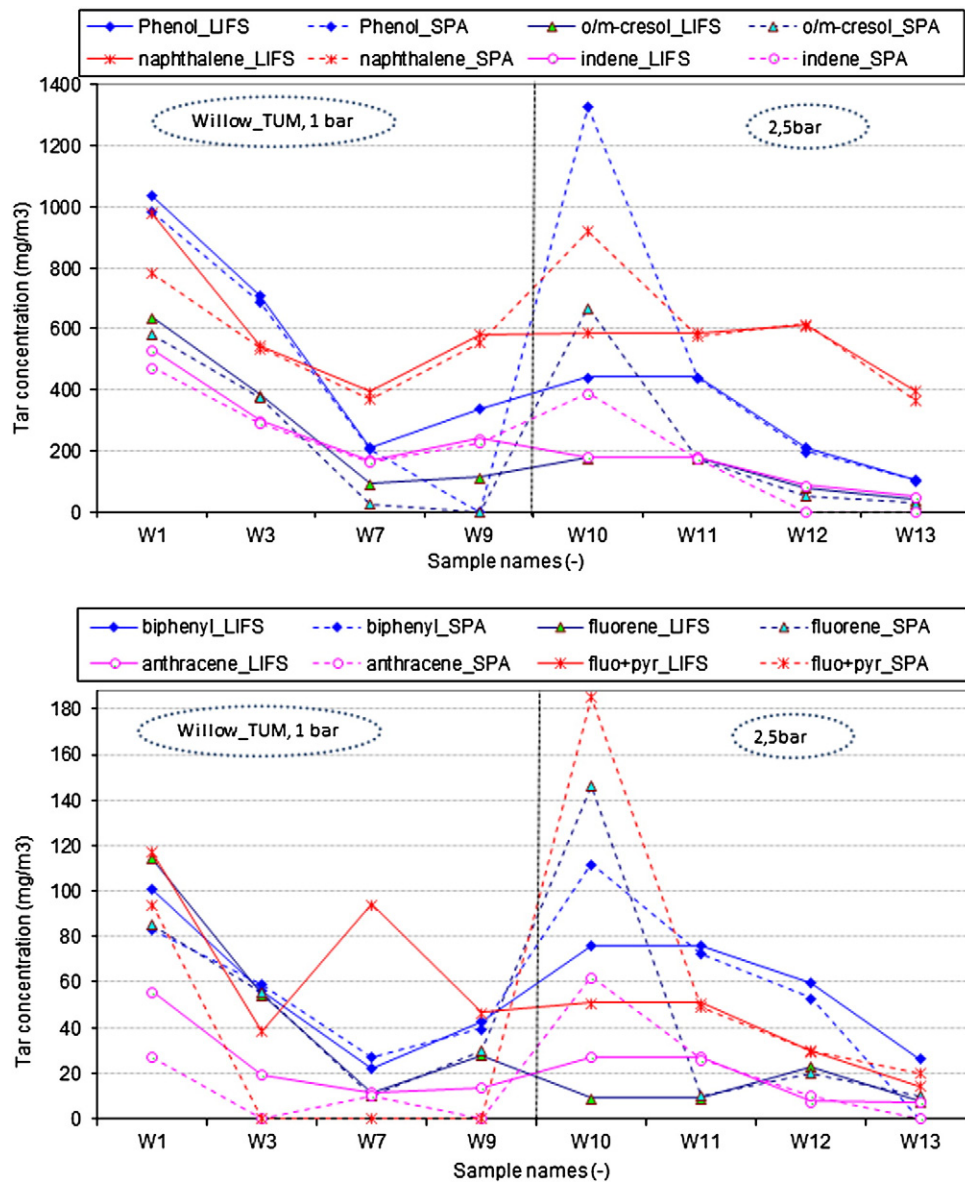 Phenol_LIFS Phenol_SPA o/m-cresol_LIFS o/m-cresol_SPA
naphthalene_LIFS naphthalene_SPA indene_LIFS indene_SPA
1400
1200
1000
800
600
400
200
0
Tar concentration (mg/m3)
Willow_TUM, 1 bar
2,5bar
W1 W3 W7 W9 W10 W11 W12 W13
Sample names (-)
biphenyl_LIFS biphenyl_SPA fluorene_LIFS fluorene_SPA
anthracene_LIFS anthracene_SPA fluo+pyr_LIFS fluo+pyr_SPA
180
160
140
120
100
80
60
40
20
0
Tar concentration (mg/m3)
Willow_TUM, 1 bar
2,5bar
W1 W3 W7 W9 W10 W11 W12 W13
Sample names (-)